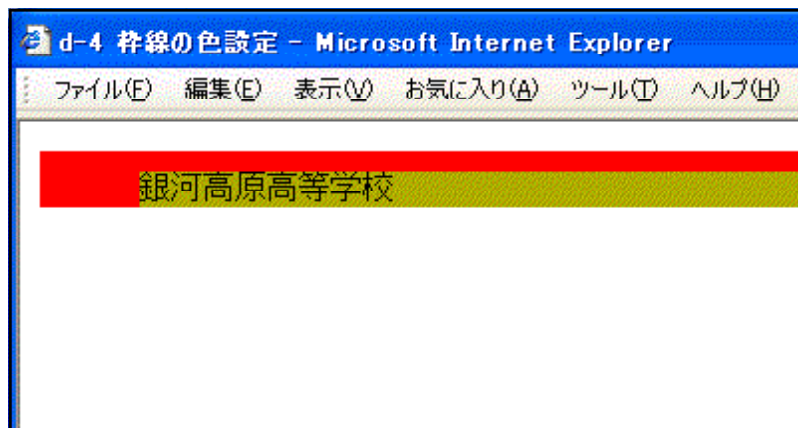 d-4 枠線の色設定 - Microsoft Internet Explorer
ファイル(F) 編集(E) 表示(V) お気に入り(A) ツール(T) ヘルプ(H)
銀河高原高等学校